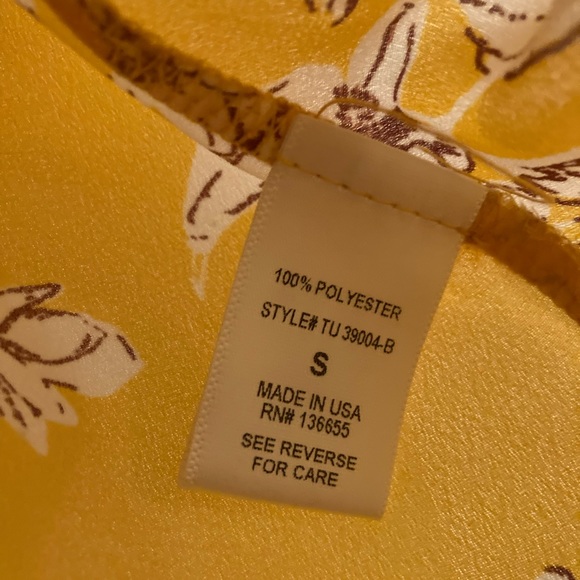 100% POLYESTER
STYLE# TU 39004-B
S
MADE IN USA
RN# 136655
SEE REVERSE
FOR CARE